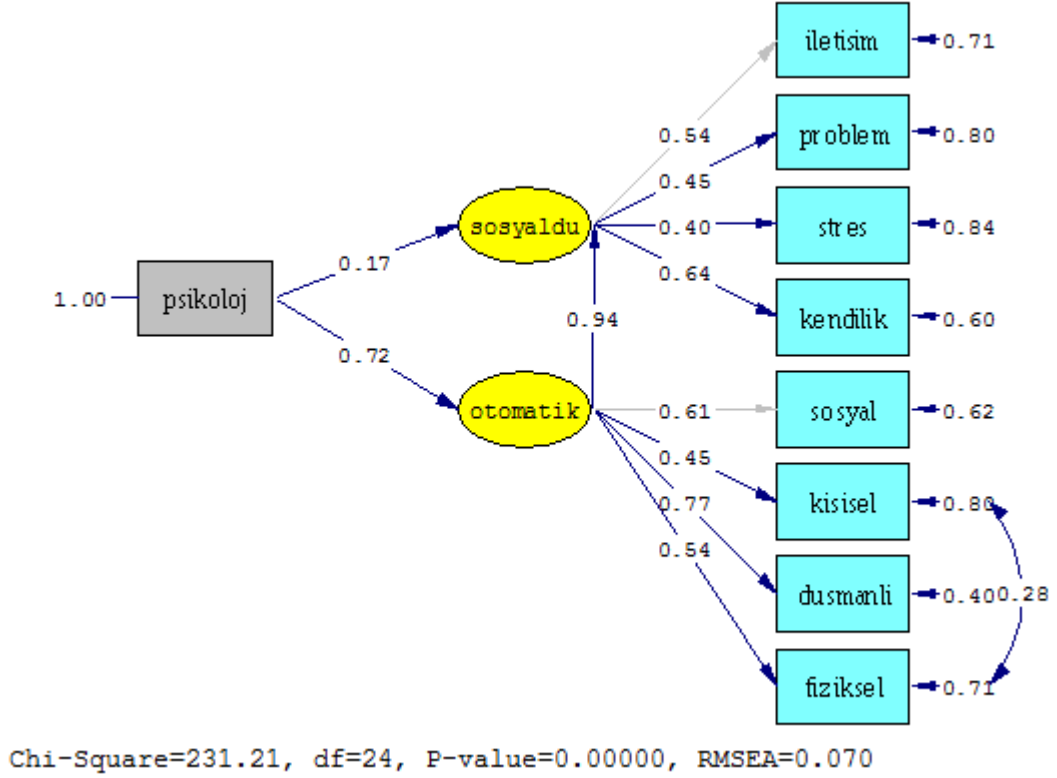 iletisim
0.71
0.54
problem
0.80
0.45
sosyaldu
0.40
stres
0.84
0.17
0.64
1.00
psikoloj
kendilik
0.60
0.94
0.72
otomatik
0.61
sosyal
0.62
0.45
kisisel
0.80
0.77
0.54
dusmanli
0.40
0.28
fiziksel
0.71
Chi-Square=231.21, df=24, P-value=0.00000, RMSEA=0.070